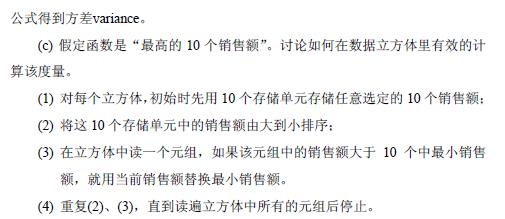 公式得到方差variance。
(c) 假定函数是“最高的 10 个销售额”。讨论如何在数据立方体里有效的计
算该度量。
(1) 对每个立方体，初始时先用 10 个存储单元存储任意选定的 10 个销售额；
(2) 将这 10 个存储单元中的销售额由大到小排序；
(3) 在立方体中读一个元组，如果该元组中的销售额大于 10 个中最小销售
额，就用当前销售额替换最小销售额。
(4) 重复(2)、(3)，直到读遍立方体中所有的元组后停止。